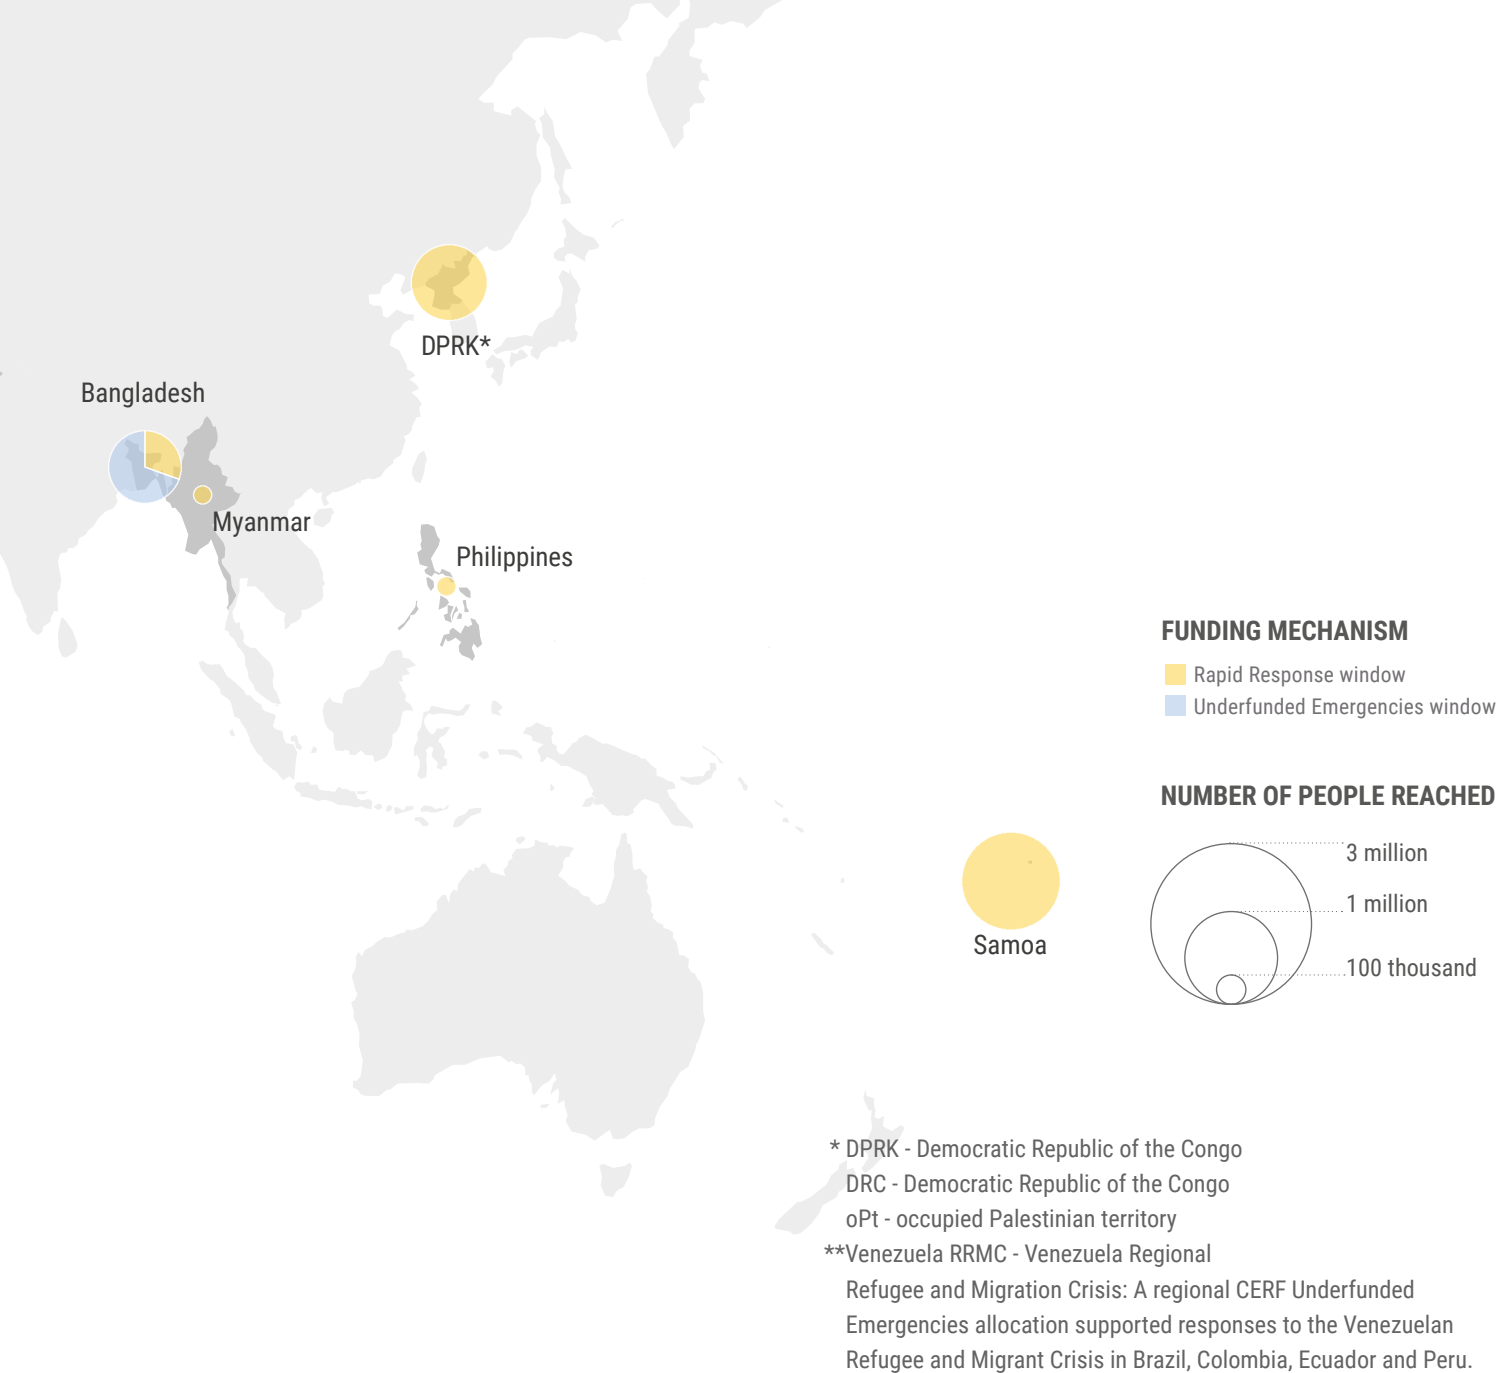 DPRK*
Bangladesh
Myanmar
Philippines
FUNDING MECHANISM
Rapid Response window
Underfunded Emergencies window
NUMBER OF PEOPLE REACHED
3 million
1 million
100 thousand
Samoa
* DPRK - Democratic Republic of the Congo
DRC - Democratic Republic of the Congo
oPt - occupied Palestinian territory
**Venezuela RRMC - Venezuela Regional
Refugee and Migration Crisis: A regional CERF Underfunded
Emergencies allocation supported responses to the Venezuelan
Refugee and Migrant Crisis in Brazil, Colombia, Ecuador and Peru.